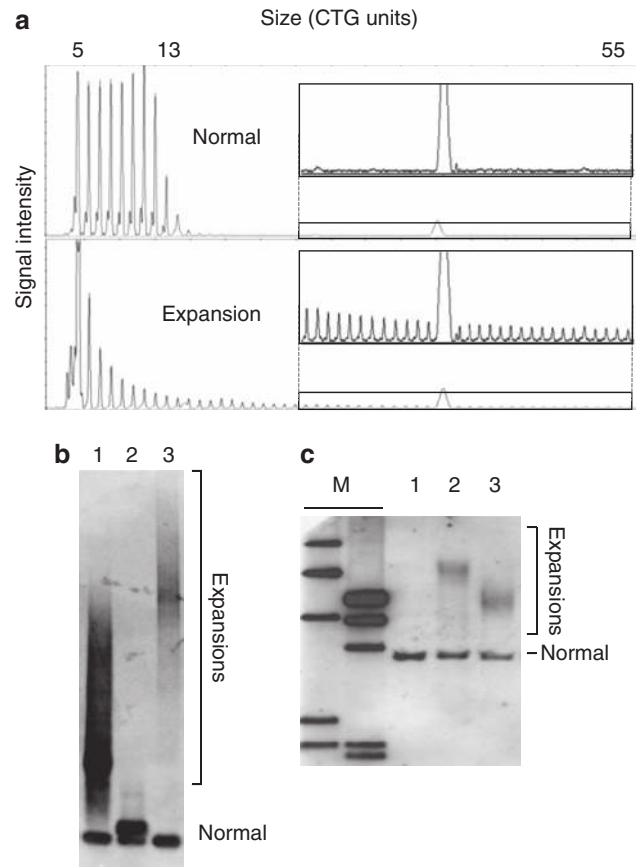 a
Size (CTG units)
5 13 55
Normal
Signal intensity
Expansion
b
1 2 3
Expansions
Normal
c
M 1 2 3
Expansions
Normal